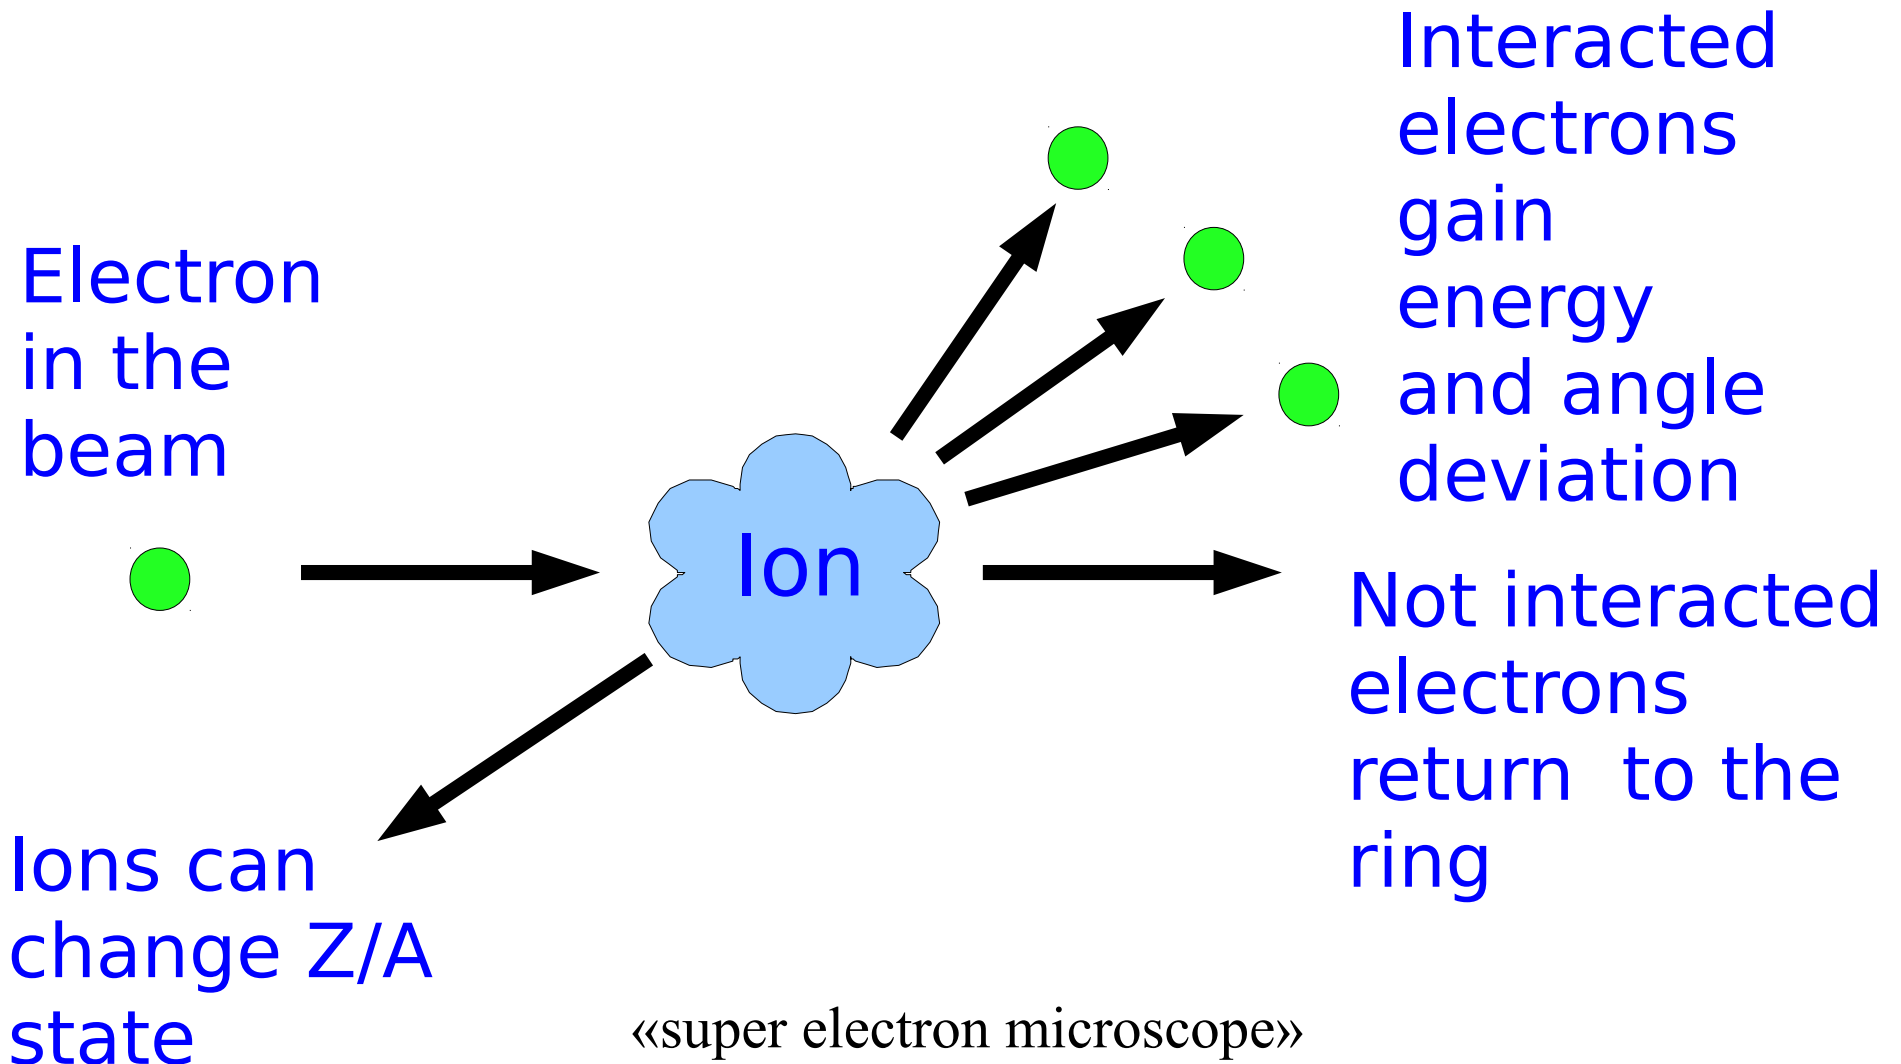 Electron
in the
beam
Ion
Interacted
electrons
gain
energy
and angle
deviation
Not interacted
electrons
return  to the
ring
Ions can
change Z/A
state
«super electron microscope»